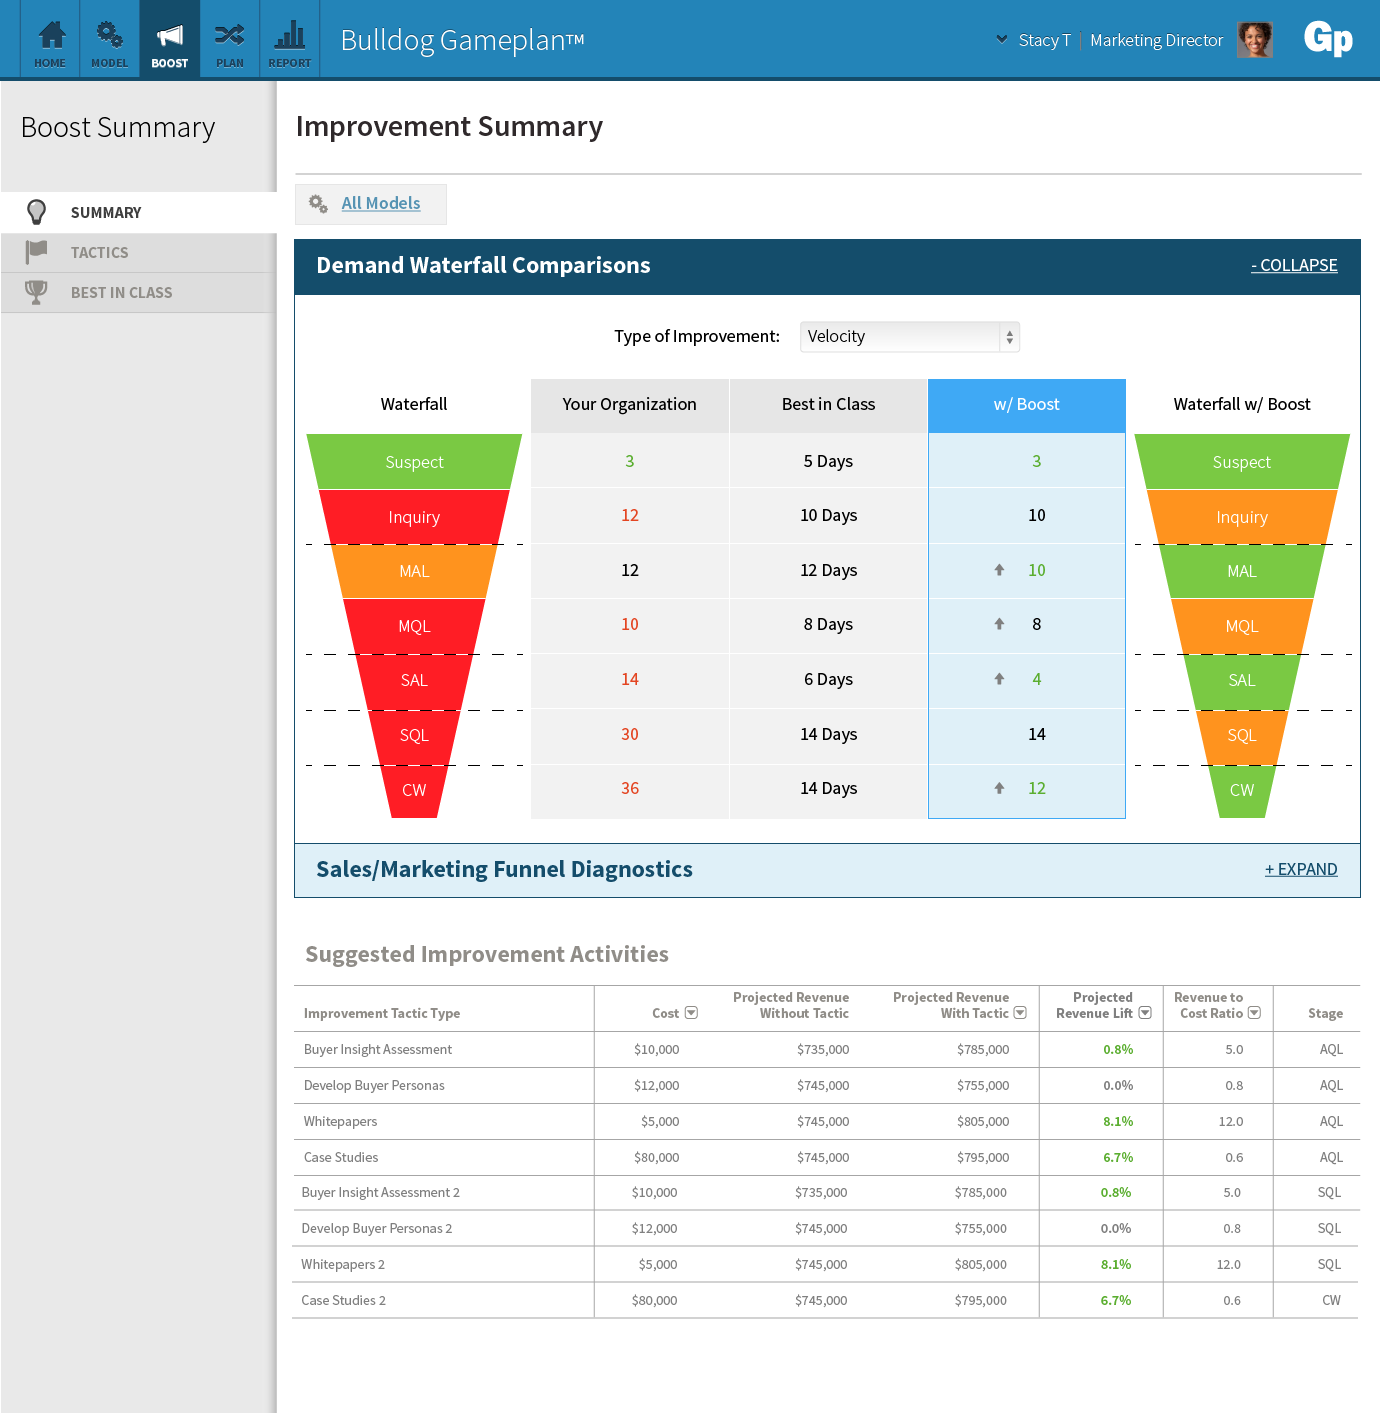 HOME MODEL BOOST PLAN REPORT
Bulldog Gameplan™
Stacy T | Marketing Director
Gp
Boost Summary
SUMMARY
TACTICS
BEST IN CLASS
Improvement Summary
All Models
Demand Waterfall Comparisons - COLLAPSE
Type of Improvement: Velocity
Waterfall Your Organization Best in Class w/ Boost Waterfall w/ Boost
Suspect 3 5 Days 3 Suspect
Inquiry 12 10 Days 10 Inquiry
MAL 12 12 Days 10 MAL
MQL 10 8 Days 8 MQL
SAL 14 6 Days 4 SAL
SQL 30 14 Days 14 SQL
CW 36 14 Days 12 CW
Sales/Marketing Funnel Diagnostics + EXPAND
Suggested Improvement Activities
Projected Revenue Projected Revenue Projected Revenue to
Improvement Tactic Type Cost Without Tactic With Tactic Revenue Lift Cost Ratio Stage
Buyer Insight Assessment $10,000 $735,000 $785,000 0.8% 5.0 AQL
Develop Buyer Personas $12,000 $745,000 $755,000 0.0% 0.8 AQL
Whitepapers $5,000 $745,000 $805,000 8.1% 12.0 AQL
Case Studies $80,000 $745,000 $795,000 6.7% 0.6 AQL
Buyer Insight Assessment 2 $10,000 $735,000 $785,000 0.8% 5.0 SQL
Develop Buyer Personas 2 $12,000 $745,000 $755,000 0.0% 0.8 SQL
Whitepapers 2 $5,000 $745,000 $805,000 8.1% 12.0 SQL
Case Studies 2 $80,000 $745,000 $795,000 6.7% 0.6 CW